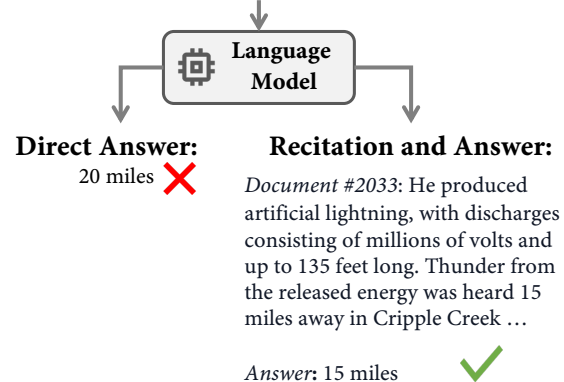 Language
Model
Direct Answer:
20 miles
Recitation and Answer:
Document #2033: He produced
artificial lightning, with discharges
consisting of millions of volts and
up to 135 feet long. Thunder from
the released energy was heard 15
miles away in Cripple Creek …
Answer: 15 miles